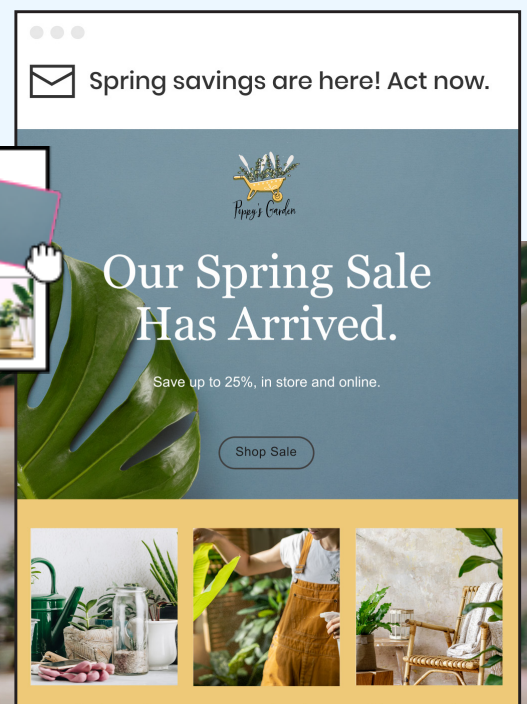 Spring savings are here! Act now.
Poppy's Garden
Our Spring Sale
Has Arrived.
Save up to 25%, in store and online.
Shop Sale